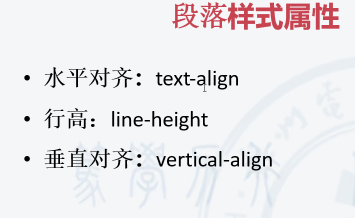 段落样式属性
• 水平对齐：text-align
• 行高：line-height
• 垂直对齐：vertical-align